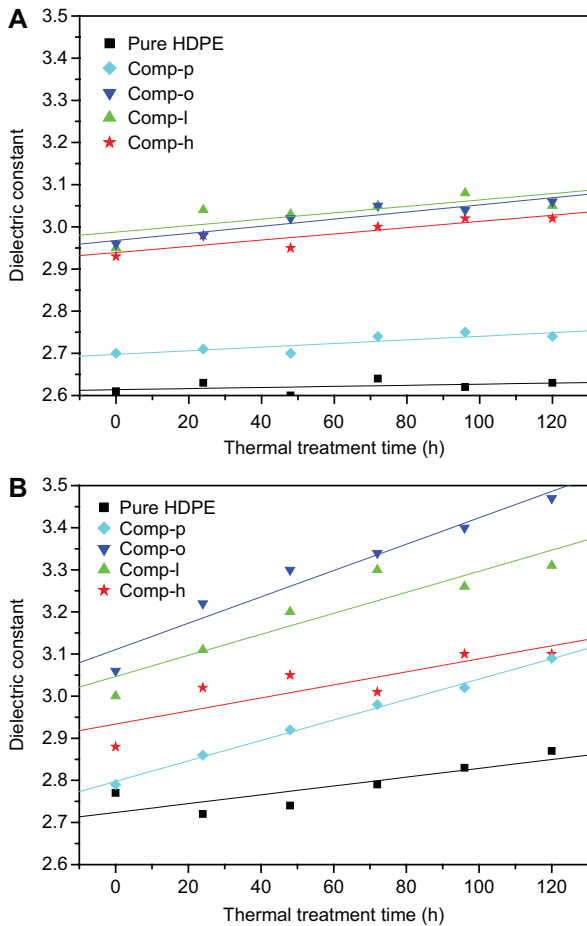 A
3.5
3.4
3.3
3.2
3.1
3.0
2.9
2.8
2.7
2.6
Dielectric constant
Pure HDPE
Comp-p
Comp-o
Comp-l
Comp-h
0 20 40 60 80 100 120
Thermal treatment time (h)
B
3.5
3.4
3.3
3.2
3.1
3.0
2.9
2.8
2.7
2.6
Dielectric constant
Pure HDPE
Comp-p
Comp-o
Comp-l
Comp-h
0 20 40 60 80 100 120
Thermal treatment time (h)